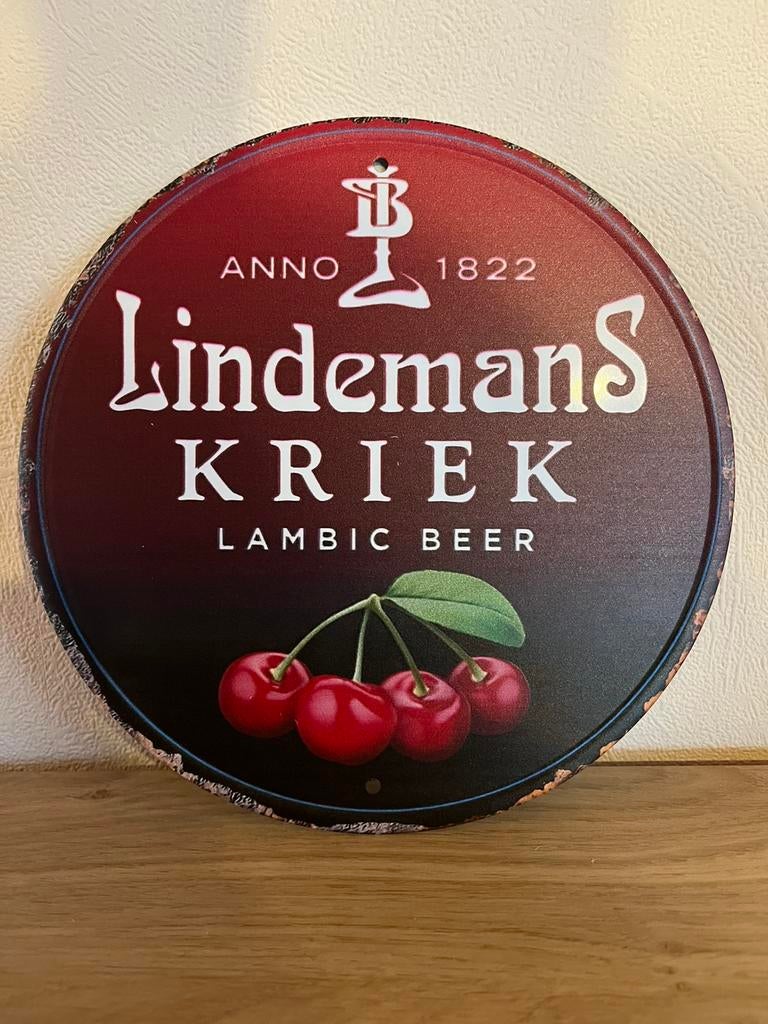 ANNO 1822
Lindemans
KRIEK
LAMBIC BEER